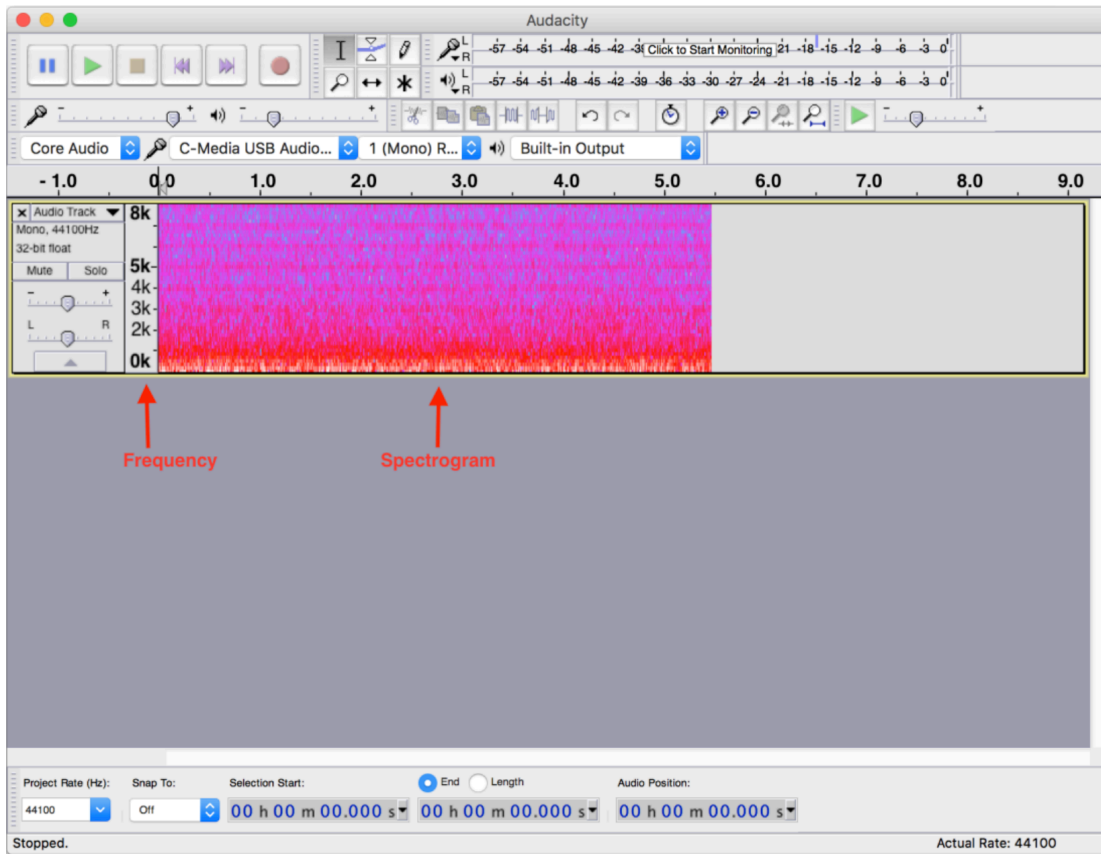 Audacity
L
R
-57 -54 -51 -48 -45 -42 -3 Click to Start Monitoring 21 -18 -15 -12 -9 -6 -3 0
L
R
-57 -54 -51 -48 -45 -42 -39 -36 -33 -30 -27 -24 -21 -18 -15 -12 -9 -6 -3 0
- + - + - +
Core Audio C-Media USB Audio... 1 (Mono) R... Built-in Output
- 1.0 0.0 1.0 2.0 3.0 4.0 5.0 6.0 7.0 8.0 9.0
x Audio Track
Mono, 44100Hz
32-bit float
Mute Solo
- +
L R
8k
5k
4k
3k
2k
0k
Frequency Spectrogram
Project Rate (Hz): Snap To: Selection Start: End Length Audio Position:
44100 Off 00 h 00 m 00.000 s 00 h 00 m 00.000 s 00 h 00 m 00.000 s
Stopped. Actual Rate: 44100